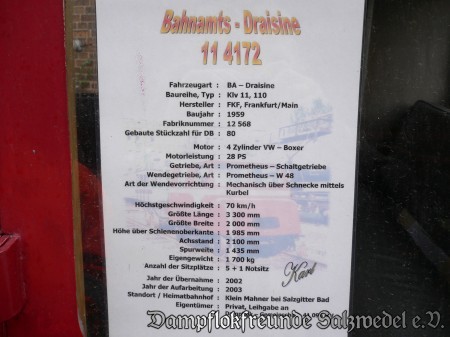 Bahnamts - Draisine
11 4172
Fahrzeugart : BA – Draisine
Baureihe, Typ : Klv 11, 110
Hersteller : FKF, Frankfurt/Main
Baujahr : 1959
Fabriknummer : 12 568
Gebaute Stückzahl für DB : 80
Motor : 4 Zylinder VW – Boxer
Motorleistung : 28 PS
Getriebe, Art : Prometheus – Schaltgetriebe
Wendegetriebe, Art : Prometheus – W 48
Art der Wendevorrichtung : Mechanisch über Schnecke mittels
Kurbel
Höchstgeschwindigkeit : 70 km/h
Größte Länge : 3 300 mm
Größte Breite : 2 000 mm
Höhe über Schienenoberkante : 1 985 mm
Achsstand : 2 100 mm
Spurweite : 1 435 mm
Eigengewicht : 1 700 kg
Anzahl der Sitzplätze : 5 + 1 Notsitz
Karl
Jahr der Übernahme : 2002
Jahr der Aufarbeitung : 2003
Standort / Heimatbahnhof : Klein Mahner bei Salzgitter Bad
Eigentümer : Privat, Leihgabe an
Dampflokfreunde Salzwedel e.V.